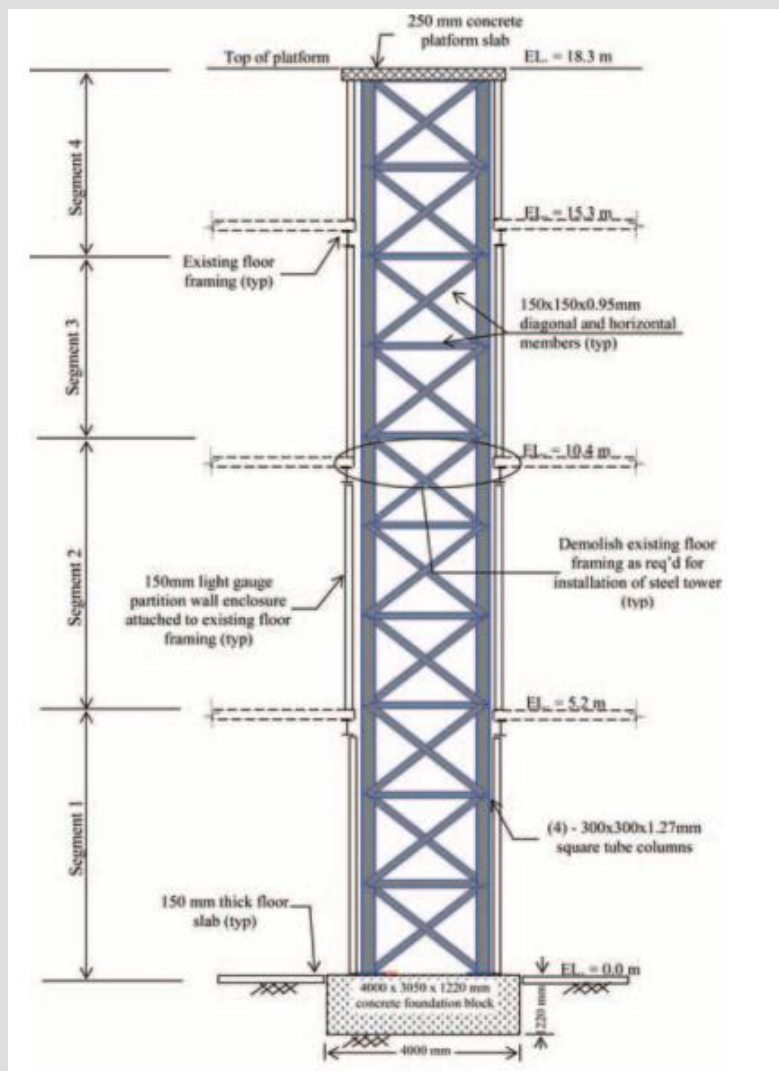 250 mm concrete
platform slab
Top of platform
EL. = 18.3 m
Segment 4
EL. = 15.3 m
Existing floor
framing (typ)
150x150x0.95mm
diagonal and horizontal
members (typ)
Segment 3
EL. = 10.4 m
Demolish existing floor
framing as req'd for
installation of steel tower
(typ)
Segment 2
150mm light gauge
partition wall enclosure
attached to existing floor
framing (typ)
EL. = 5.2 m
(4) - 300x300x1.27mm
square tube columns
Segment 1
150 mm thick floor
slab (typ)
EL. = 0.0 m
4000 x 3050 x 1220 mm
concrete foundation block
1220 mm
4000 mm